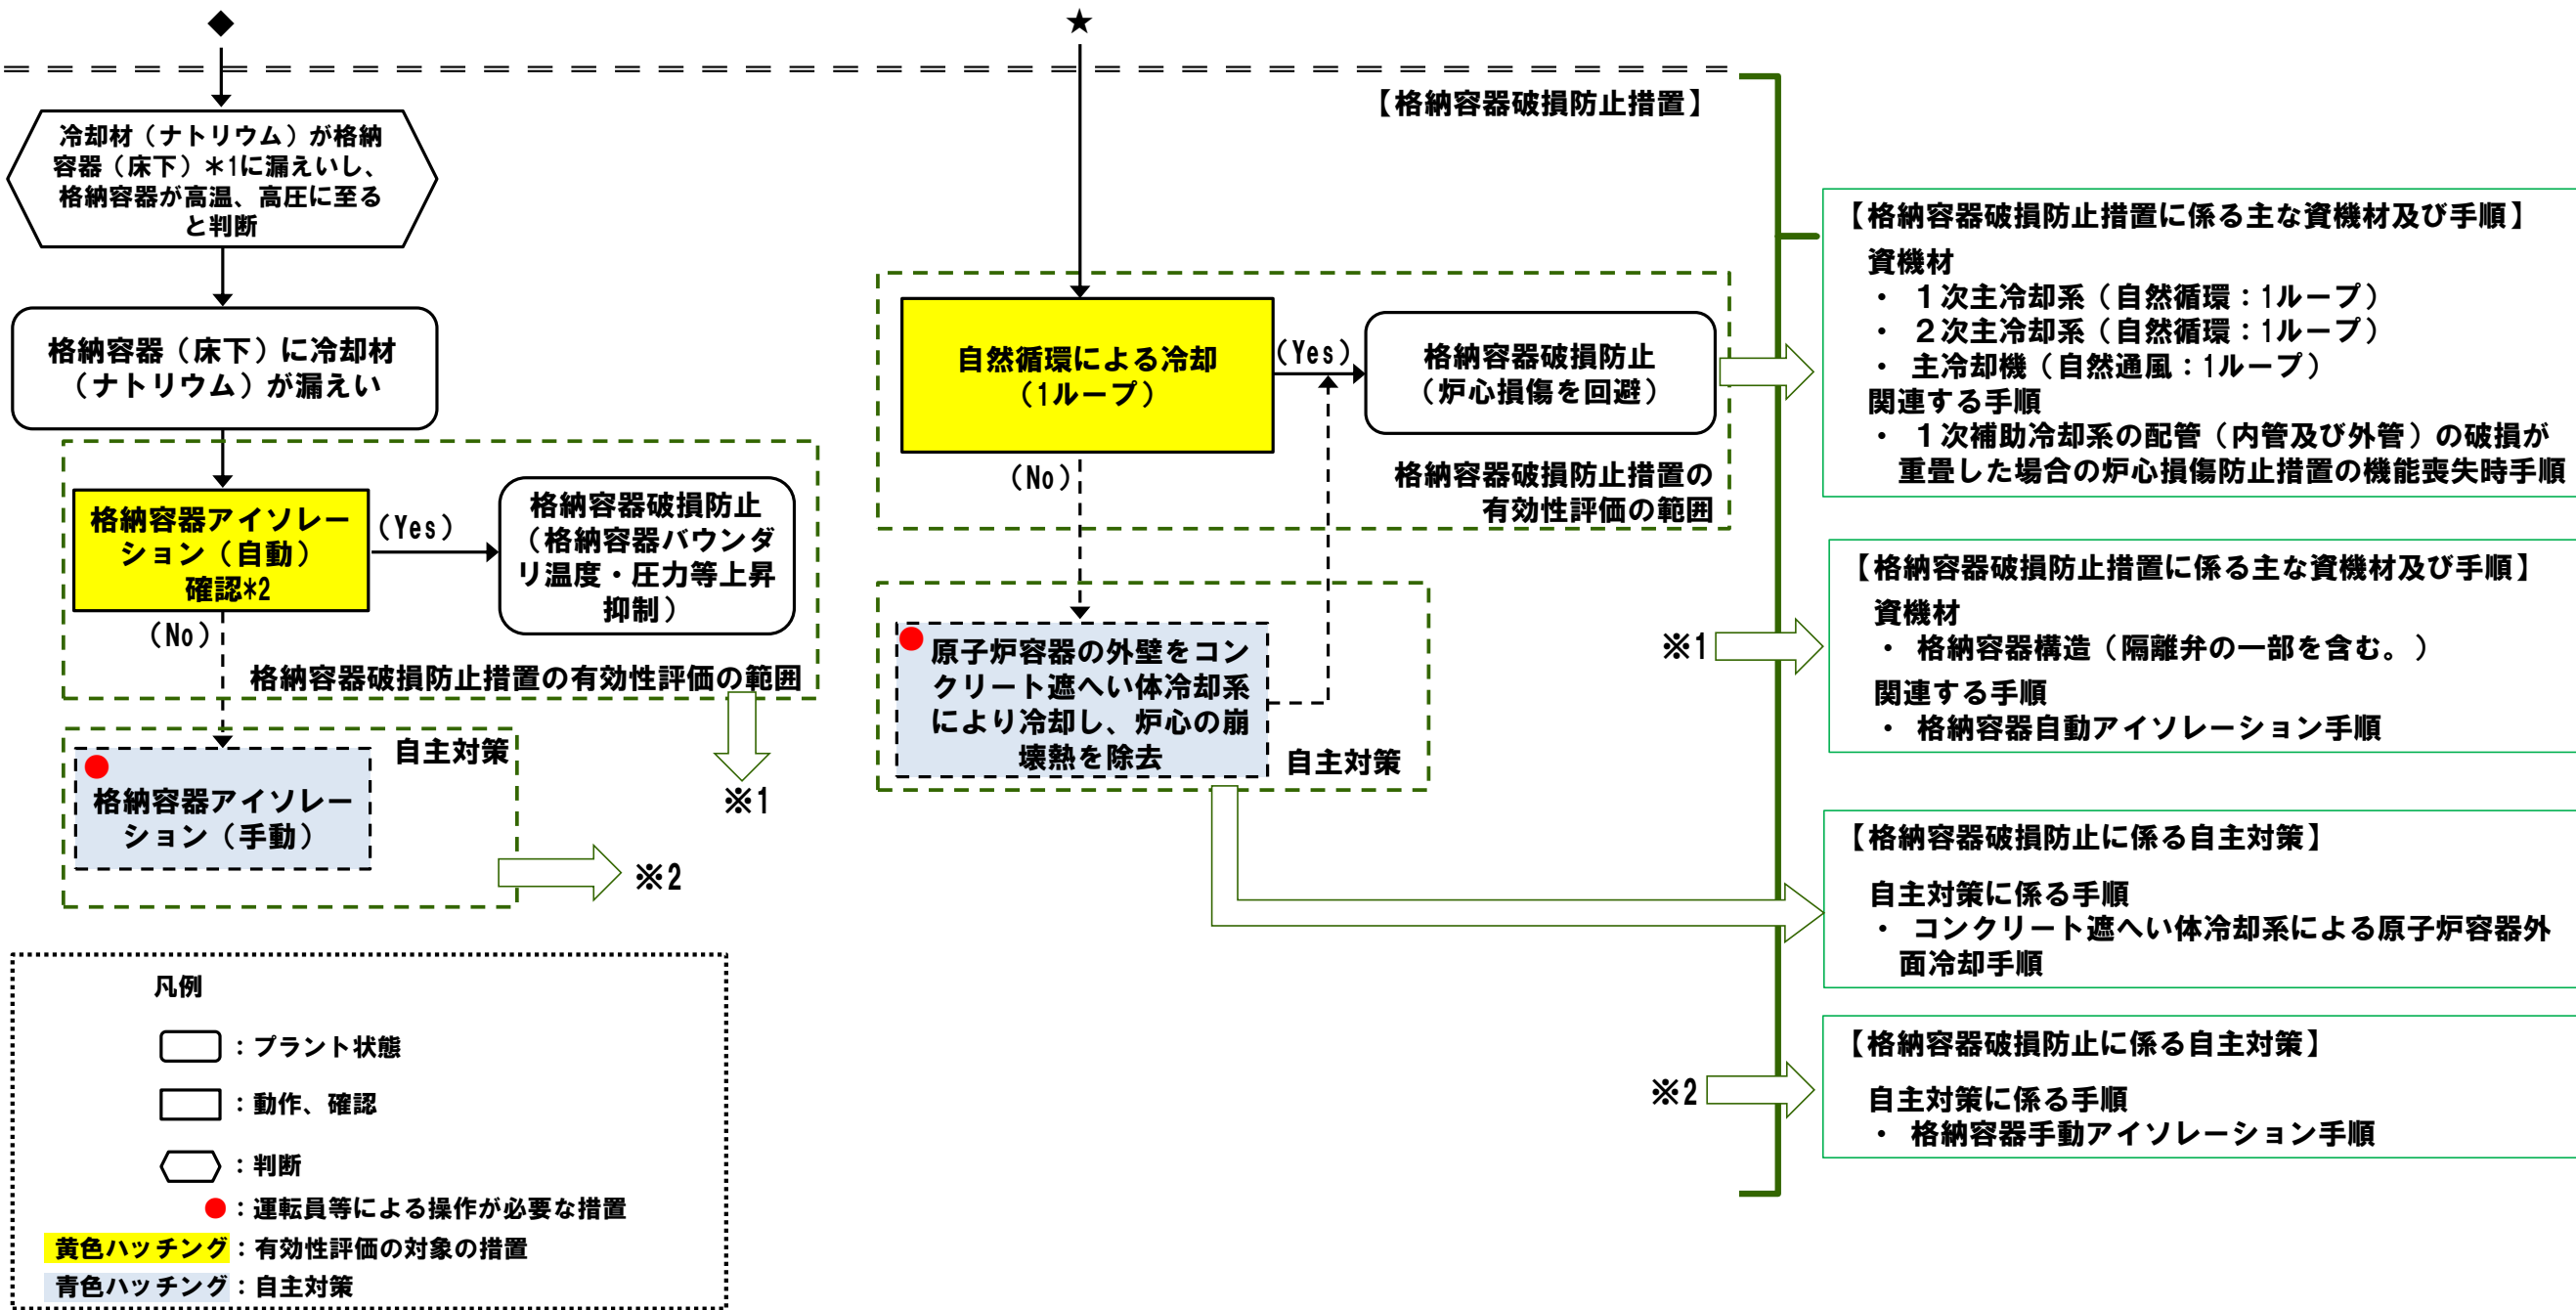 ◆
★
【格納容器破損防止措置】
冷却材（ナトリウム）が格納
容器（床下）＊1に漏えいし、
格納容器が高温、高圧に至る
と判断
格納容器（床下）に冷却材
（ナトリウム）が漏えい
格納容器アイソレー
ション（自動）
確認*2
（Yes）
格納容器破損防止
（格納容器バウンダ
リ温度・圧力等上昇
抑制）
（No）
格納容器破損防止措置の有効性評価の範囲
※1
自主対策
格納容器アイソレー
ション（手動）
※2
自然循環による冷却
（1ループ）
（Yes）
格納容器破損防止
（炉心損傷を回避）
（No）
格納容器破損防止措置の
有効性評価の範囲
原子炉容器の外壁をコン
クリート遮へい体冷却系
により冷却し、炉心の崩
壊熱を除去
自主対策
【格納容器破損防止措置に係る主な資機材及び手順】
資機材
・ １次主冷却系（自然循環：1ループ）
・ ２次主冷却系（自然循環：1ループ）
・ 主冷却機（自然通風：1ループ）
関連する手順
・ １次補助冷却系の配管（内管及び外管）の破損が
重畳した場合の炉心損傷防止措置の機能喪失時手順
※1
【格納容器破損防止措置に係る主な資機材及び手順】
資機材
・ 格納容器構造（隔離弁の一部を含む。）
関連する手順
・ 格納容器自動アイソレーション手順
【格納容器破損防止に係る自主対策】
自主対策に係る手順
・ コンクリート遮へい体冷却系による原子炉容器外
面冷却手順
※2
【格納容器破損防止に係る自主対策】
自主対策に係る手順
・ 格納容器手動アイソレーション手順
凡例
：プラント状態
：動作、確認
：判断
：運転員等による操作が必要な措置
黄色ハッチング：有効性評価の対象の措置
青色ハッチング：自主対策